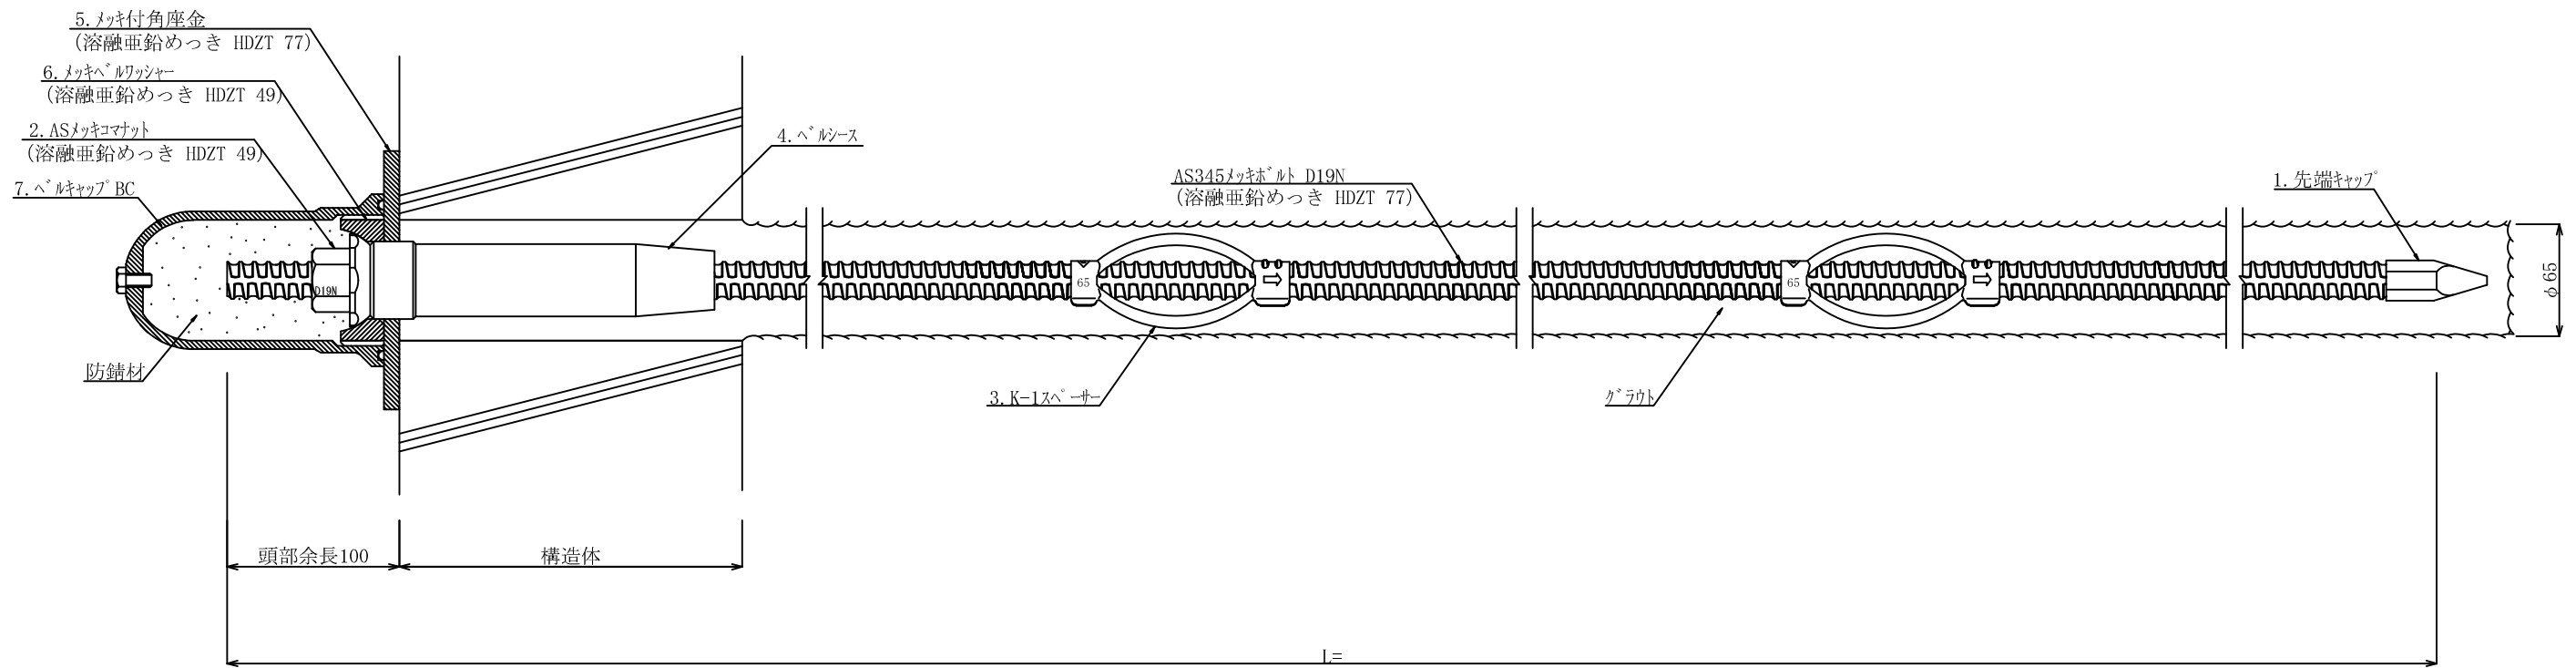 5.ﾒｯｷ付角座金
(溶融亜鉛めっき HDZT 77)
6.ﾒｯｷﾍﾞﾙﾜｯｼｬｰ
(溶融亜鉛めっき HDZT 49)
2.ASﾒｯｷｺﾏﾅｯﾄ
(溶融亜鉛めっき HDZT 49)
7.ﾍﾞﾙｷｬｯﾌﾟBC
4.ﾍﾞﾙｼｰｽ
AS345ﾒｯｷﾎﾞﾙﾄ D19N
(溶融亜鉛めっき HDZT 77)
1.先端ｷｬｯﾌﾟ
D19N
65
65
φ65
防錆材
3.K-1ｽﾍﾟｰｻｰ
ｸﾞﾗｳﾄ
頭部余長100
構造体
L=